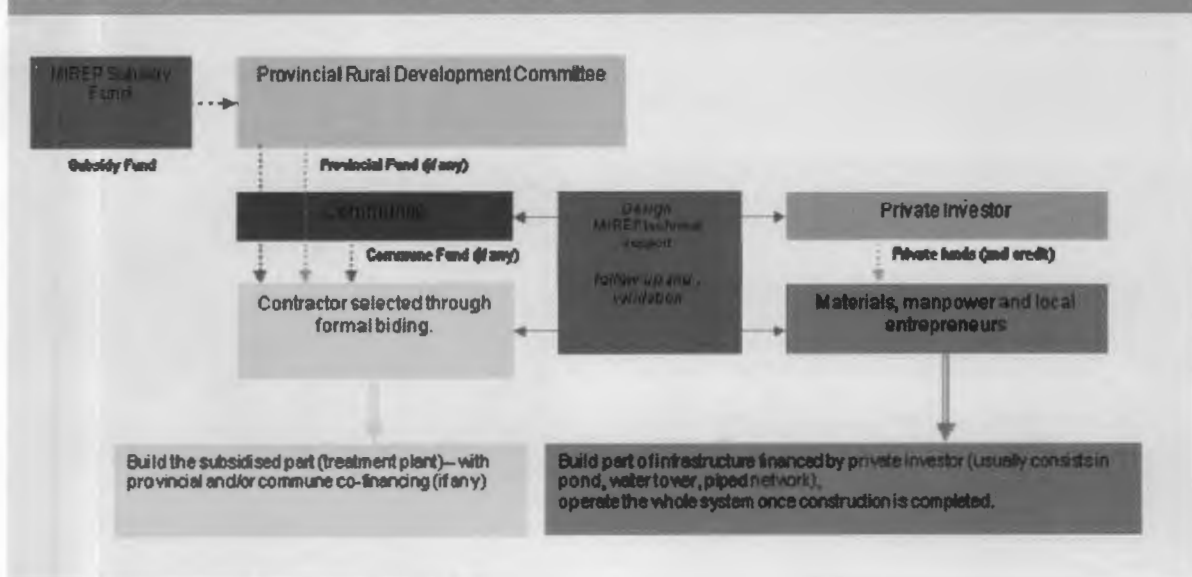 MIREP Subsidy
Fund
Provincial Rural Development Committee
Subsidy Fund
Provincial Fund (if any)
Commune
Design
MIREP technical
support
follow up and
validation
Private Investor
Commune Fund (if any)
Private funds (and credit)
Contractor selected through
formal biding.
Materials, manpower and local
entrepreneurs
Build the subsidised part (treatment plant)– with
provincial and/or commune co-financing (if any)
Build part of infrastructure financed by private investor (usually consists in
pond, water tower, piped network),
operate the whole system once construction is completed.